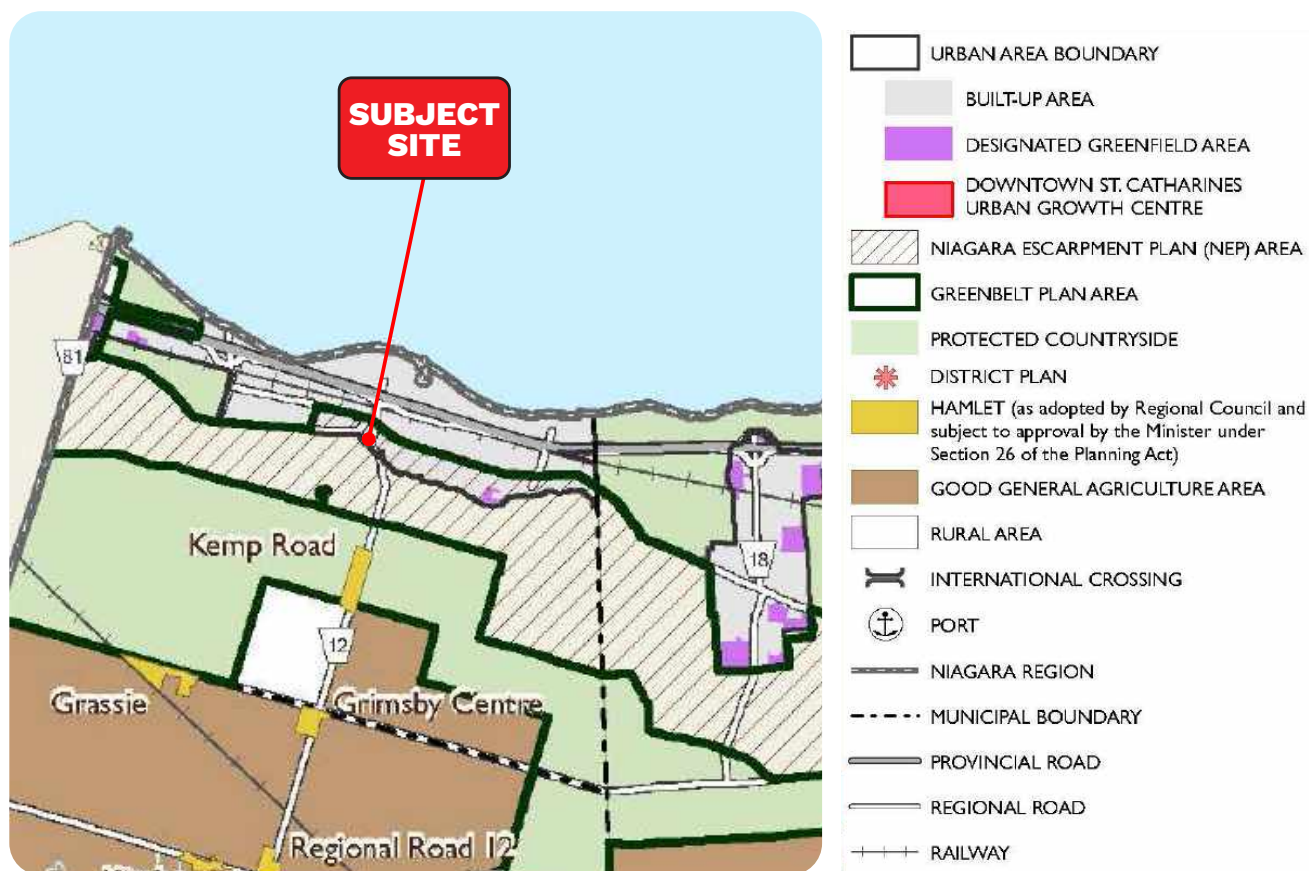 SUBJECT
SITE
81
Kemp Road
18
12
Grassie
Grimsby Centre
Regional Road 12
URBAN AREA BOUNDARY
BUILT-UP AREA
DESIGNATED GREENFIELD AREA
DOWNTOWN ST. CATHARINES
URBAN GROWTH CENTRE
NIAGARA ESCARPMENT PLAN (NEP) AREA
GREENBELT PLAN AREA
PROTECTED COUNTRYSIDE
DISTRICT PLAN
HAMLET (as adopted by Regional Council and
subject to approval by the Minister under
Section 26 of the Planning Act)
GOOD GENERAL AGRICULTURE AREA
RURAL AREA
INTERNATIONAL CROSSING
PORT
NIAGARA REGION
MUNICIPAL BOUNDARY
PROVINCIAL ROAD
REGIONAL ROAD
RAILWAY